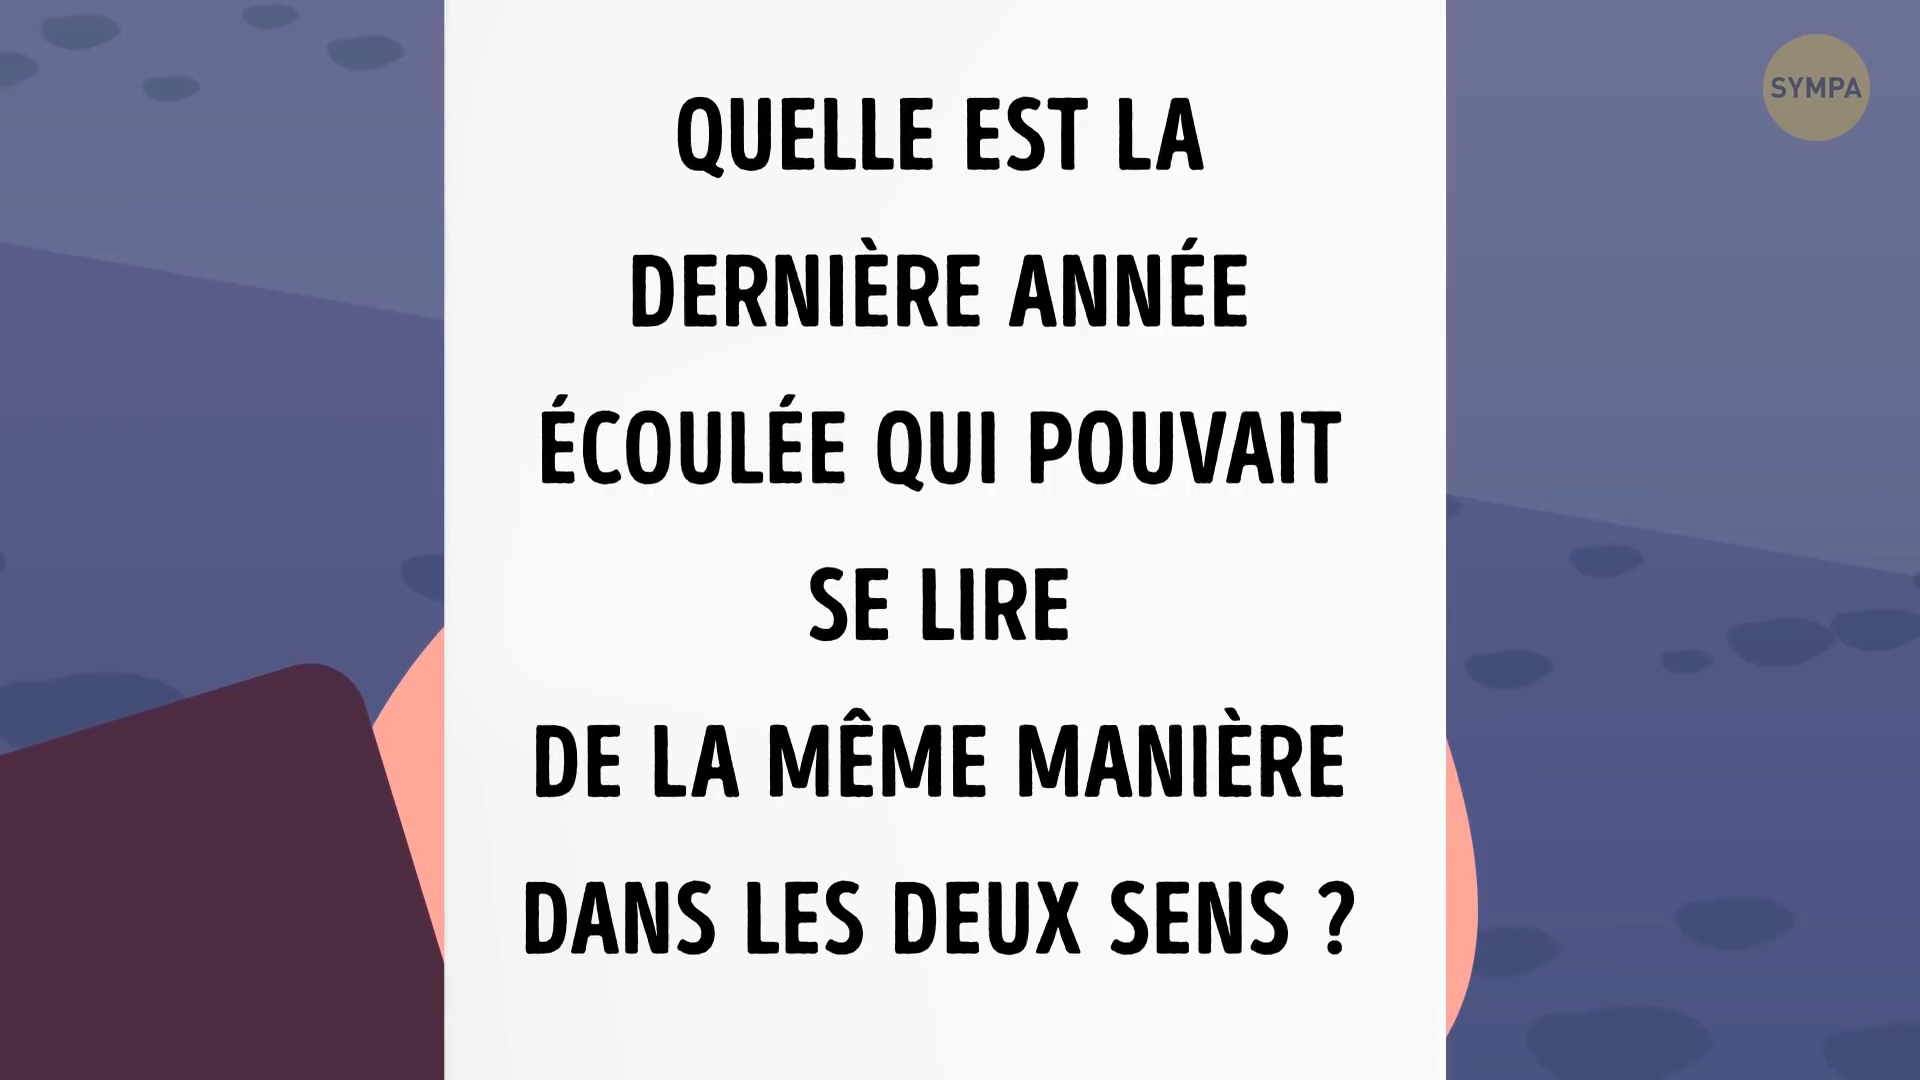 SYMPA
QUELLE EST LA
DERNIÈRE ANNÉE
ÉCOULÉE QUI POUVAIT
SE LIRE
DE LA MÊME MANIÈRE
DANS LES DEUX SENS ?